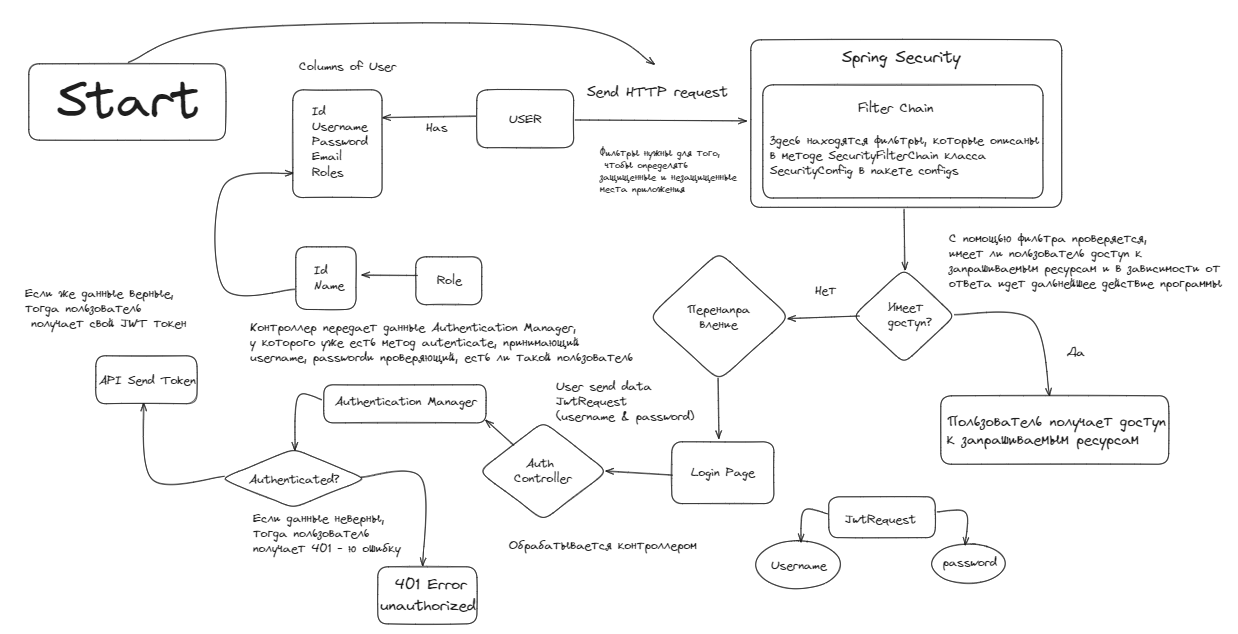 Start
Columns of User
Id
Username
Password
Email
Roles
Has
USER
Send HTTP request
Фильтры нужны для того,
чтобы определять
защищенные и незащищенные
места приложения
Spring Security
Filter Chain
Здесь находятся фильтры, которые описаны
в методе SecurityFilterChain класса
SecurityConfig в пакете configs
С помощью фильтра проверяется,
имеет ли пользователь доступ к
запрашиваемым ресурсам и в зависимости от
ответа идет дальнейшее действие программы
Id
Name
Role
Имеет
доступ?
Нет
Да
Перенапра
вление
Пользователь получает доступ
к запрашиваемым ресурсам
Если же данные верные,
тогда пользователь
получает свой JWT токен
Контроллер передает данные Authentication Manager,
у которого уже есть метод autenticate, принимающий
username, passwordи проверяющий, есть ли такой пользователь
API Send Token
Authentication Manager
User send data
JwtRequest
(username & password)
Auth
Controller
Login Page
Authenticated?
Если данные неверны,
тогда пользователь
получает 401 - ю ошибку
Обрабатывается контроллером
JwtRequest
Username
password
401 Error
unauthorized